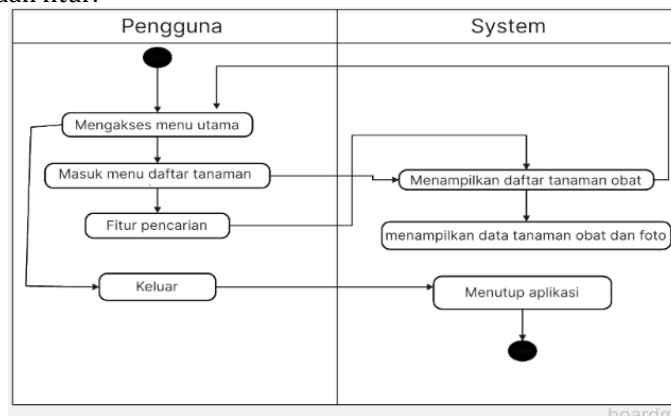 Pengguna
System
Mengakses menu utama
Masuk menu daftar tanaman
Menampilkan daftar tanaman obat
Fitur pencarian
menampilkan data tanaman obat dan foto
Keluar
Menutup aplikasi